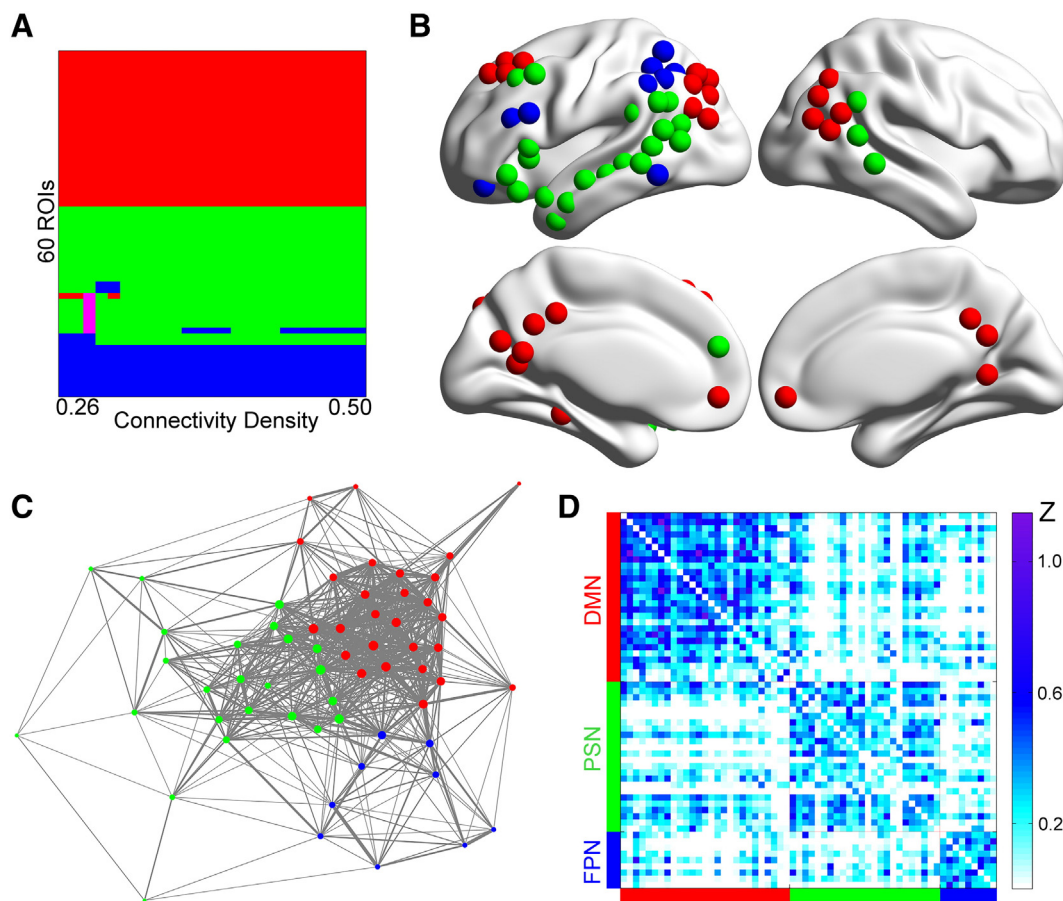 A
B
60 ROIs
0.26
0.50
Connectivity Density
C
D
Z
DMN
PSN
FPN
1.0
0.6
0.2